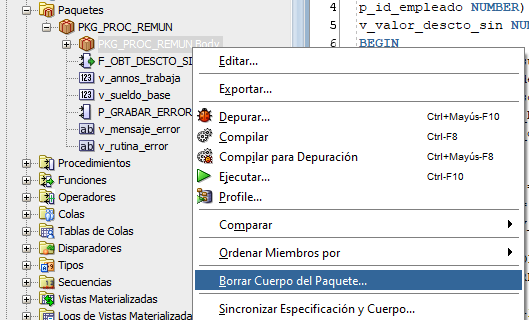 Paquetes
PKG_PROC_REMUN
PKG_PROC_REMUN Body
F_OBT_DESCTO_SI
v_annos_trabaja
v_sueldo_base
P_GRABAR_ERROR
v_mensaje_error
v_rutina_error
Procedimientos
Funciones
Operadores
Colas
Tablas de Colas
Disparadores
Tipos
Secuencias
Vistas Materializadas
Logs de Vistas Materializad
Editar...
Exportar...
Depurar... Ctrl+Mayús-F10
Compilar Ctrl-F8
Compilar para Depuración Ctrl+Mayús-F8
Ejecutar... Ctrl-F10
Profile...
Comparar
Ordenar Miembros por
Borrar Cuerpo del Paquete...
Sincronizar Especificación y Cuerpo...
4 p_id_empleado NUMBER)
5 v_valor_descto_sin NUM
6 BEGIN